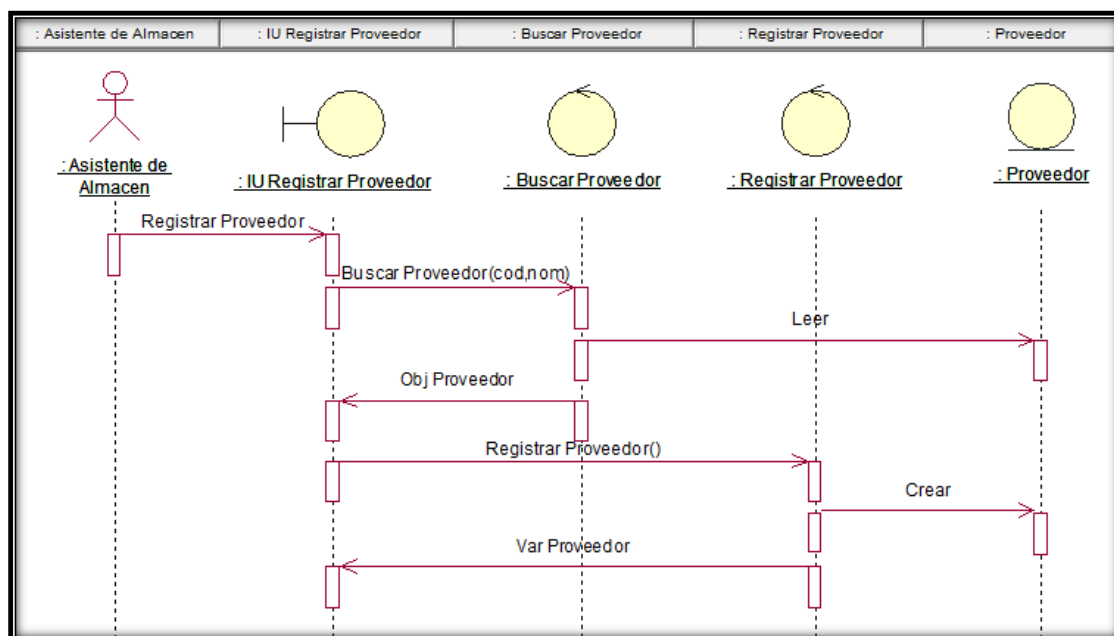 : Asistente de Almacen
: IU Registrar Proveedor
: Buscar Proveedor
: Registrar Proveedor
: Proveedor
: Asistente de
Almacen
: IU Registrar Proveedor
: Buscar Proveedor
: Registrar Proveedor
: Proveedor
Registrar Proveedor
Buscar Proveedor(cod,nom)
Leer
Obj Proveedor
Registrar Proveedor()
Crear
Var Proveedor